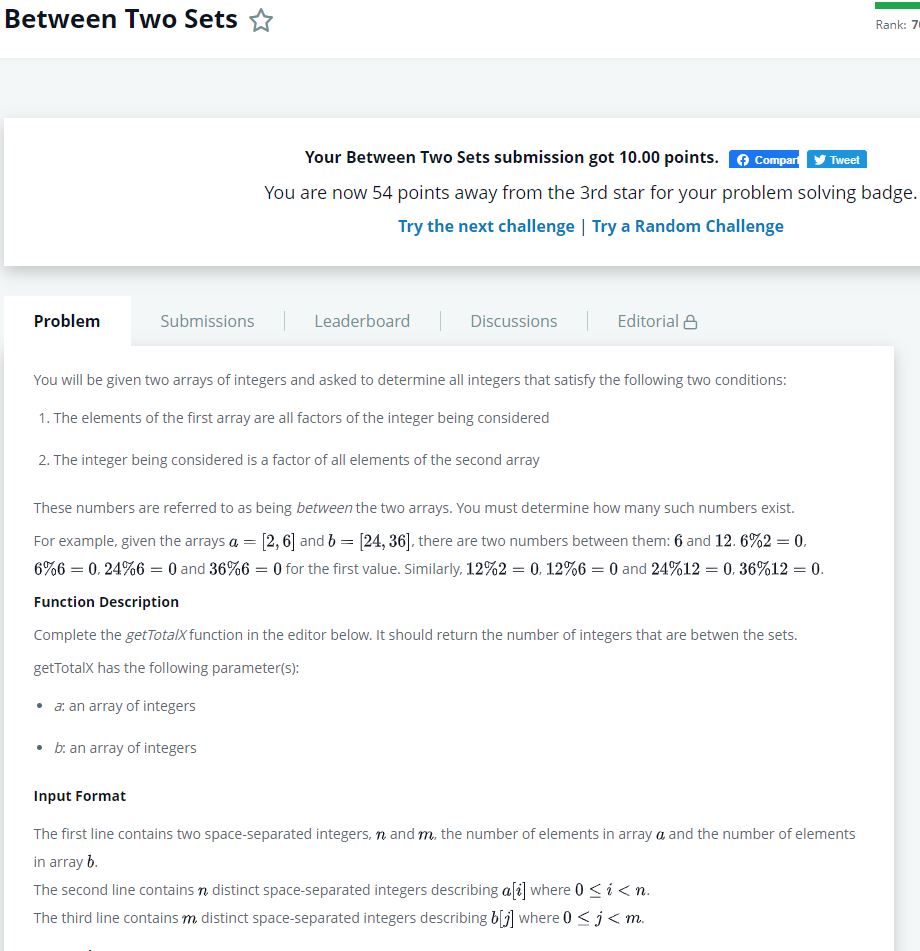 Between Two Sets
Rank:
Your Between Two Sets submission got 10.00 points. Compart Tweet
You are now 54 points away from the 3rd star for your problem solving badge.
Try the next challenge | Try a Random Challenge
Problem Submissions Leaderboard Discussions Editorial
You will be given two arrays of integers and asked to determine all integers that satisfy the following two conditions:
1. The elements of the first array are all factors of the integer being considered
2. The integer being considered is a factor of all elements of the second array
These numbers are referred to as being between the two arrays. You must determine how many such numbers exist.
For example, given the arrays a = [2, 6] and b = [24, 36], there are two numbers between them: 6 and 12. 6%2 = 0,
6%6 = 0, 24%6 = 0 and 36%6 = 0 for the first value. Similarly, 12%2 = 0, 12%6 = 0 and 24%12 = 0, 36%12 = 0.
Function Description
Complete the getTotalX function in the editor below. It should return the number of integers that are betwen the sets.
getTotalX has the following parameter(s):
• a: an array of integers
• b: an array of integers
Input Format
The first line contains two space-separated integers, n and m, the number of elements in array a and the number of elements
in array b.
The second line contains n distinct space-separated integers describing a[i] where 0 ≤ i < n.
The third line contains m distinct space-separated integers describing b[j] where 0 ≤ j < m.